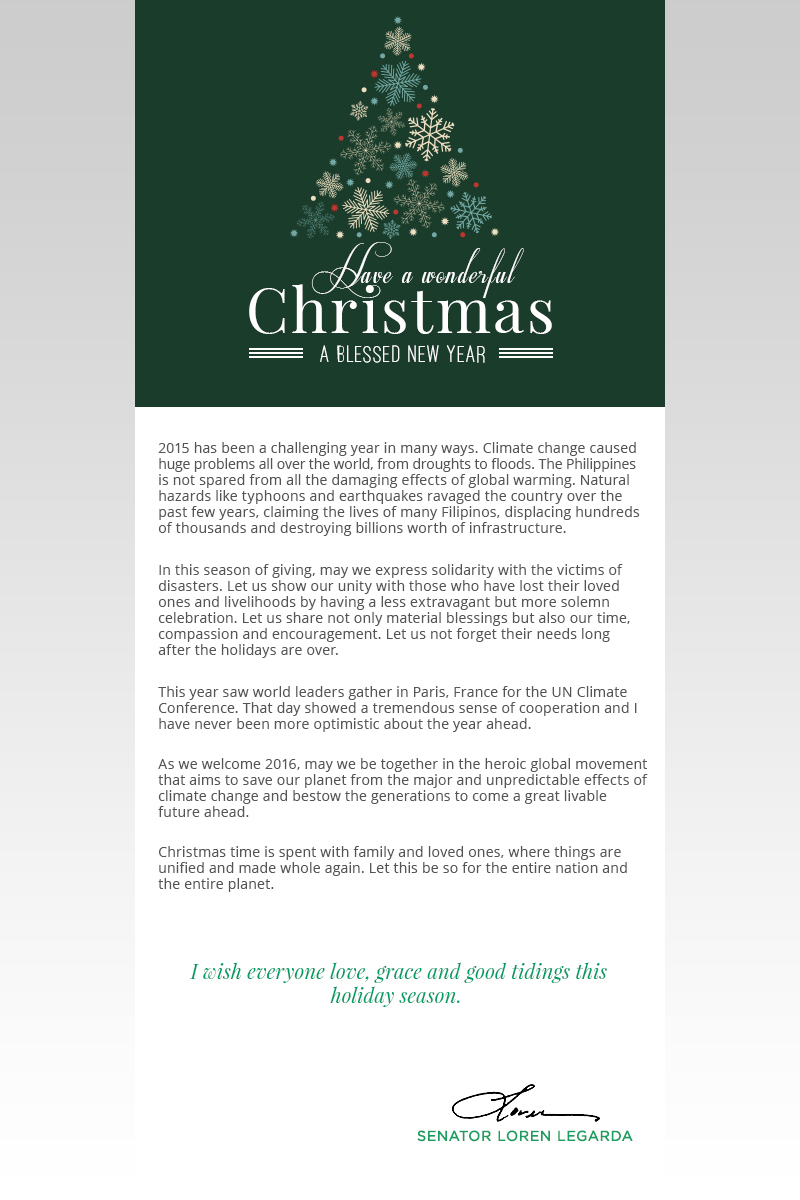 Have a wonderful
Christmas
A BLESSED NEW YEAR
2015 has been a challenging year in many ways. Climate change caused
huge problems all over the world, from droughts to floods. The Philippines
is not spared from all the damaging effects of global warming. Natural
hazards like typhoons and earthquakes ravaged the country over the
past few years, claiming the lives of many Filipinos, displacing hundreds
of thousands and destroying billions worth of infrastructure.
In this season of giving, may we express solidarity with the victims of
disasters. Let us show our unity with those who have lost their loved
ones and livelihoods by having a less extravagant but more solemn
celebration. Let us share not only material blessings but also our time,
compassion and encouragement. Let us not forget their needs long
after the holidays are over.
This year saw world leaders gather in Paris, France for the UN Climate
Conference. That day showed a tremendous sense of cooperation and I
have never been more optimistic about the year ahead.
As we welcome 2016, may we be together in the heroic global movement
that aims to save our planet from the major and unpredictable effects of
climate change and bestow the generations to come a great livable
future ahead.
Christmas time is spent with family and loved ones, where things are
unified and made whole again. Let this be so for the entire nation and
the entire planet.
I wish everyone love, grace and good tidings this
holiday season.
Loren
SENATOR LOREN LEGARDA